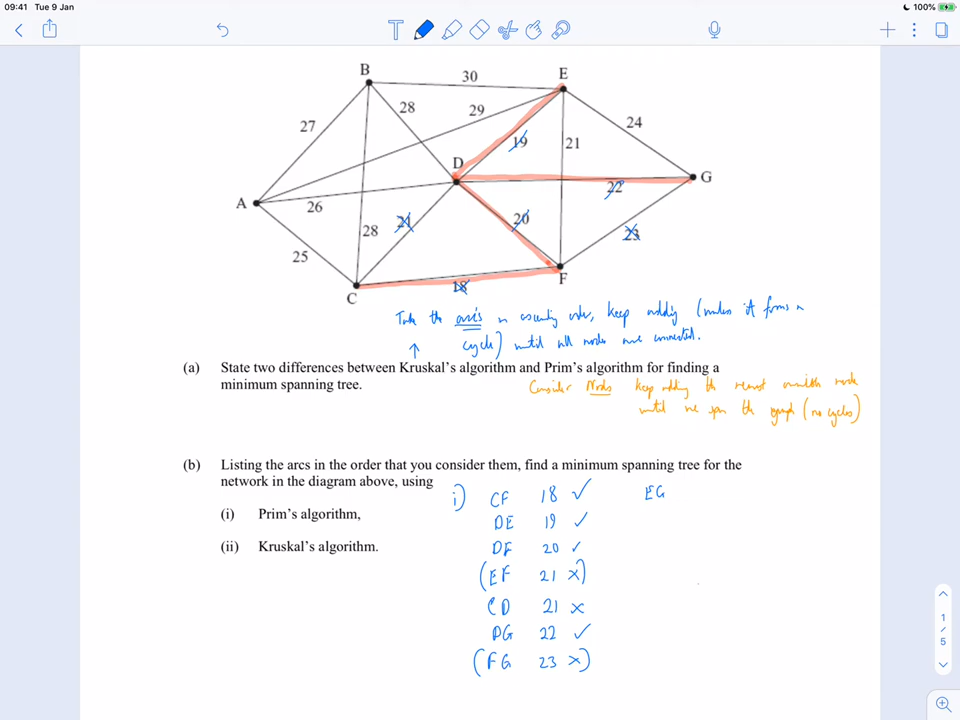 09:41 Tue 9 Jan 100%
B 30 E
28 29 24
27 19 21
D G
A 26 20 22
21 23
28
25
C 18 F
Take the arcs in ascending order, keep adding (unless it forms a
cycle) until all nodes are connected.
(a) State two differences between Kruskal's algorithm and Prim's algorithm for finding a
minimum spanning tree.
Consider Nodes keep adding the nearest node
until we span the graph (no cycles)
(b) Listing the arcs in the order that you consider them, find a minimum spanning tree for the
network in the diagram above, using
(i) Prim's algorithm,
(ii) Kruskal's algorithm.
i) CF 18 ✓ EG
DE 19 ✓
DF 20 ✓
(EF 21 x)
CD 21 x
DG 22 ✓
(FG 23 x)
1
/
5